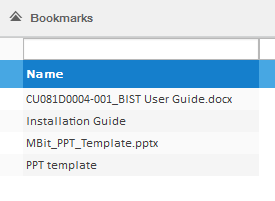 Bookmarks
Name
CU081D0004-001_BIST User Guide.docx
Installation Guide
MBit_PPT_Template.pptx
PPT template